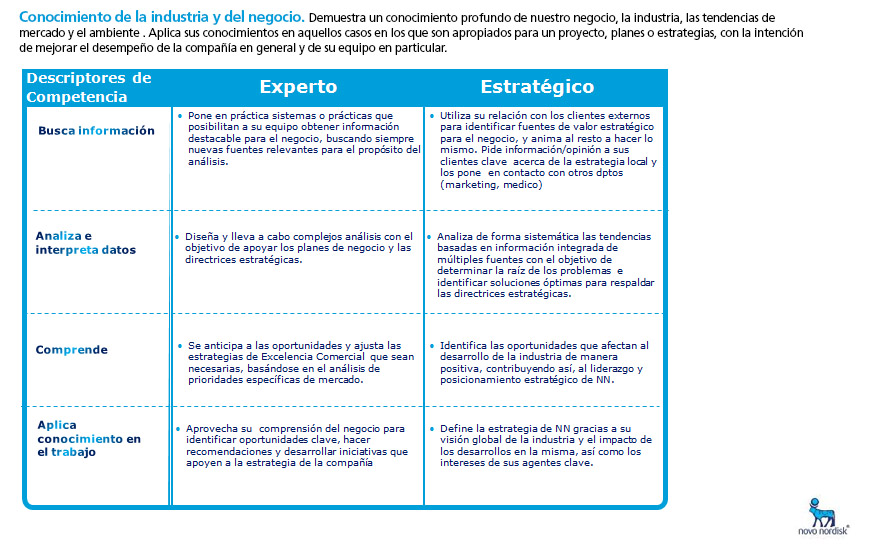 Conocimiento de la industria y del negocio. Demuestra un conocimiento profundo de nuestro negocio, la industria, las tendencias de
mercado y el ambiente . Aplica sus conocimientos en aquellos casos en los que son apropiados para un proyecto, planes o estrategias, con la intención
de mejorar el desempeño de la compañía en general y de su equipo en particular.
Descriptores de
Competencia
Experto
Estratégico
Busca información
• Pone en práctica sistemas o prácticas que
posibilitan a su equipo obtener información
destacable para el negocio, buscando siempre
nuevas fuentes relevantes para el propósito del
análisis.
• Utiliza su relación con los clientes externos
para identificar fuentes de valor estratégico
para el negocio, y anima al resto a hacer lo
mismo. Pide información/opinión a sus
clientes clave acerca de la estrategia local y
los pone en contacto con otros dptos
(marketing, medico)
Analiza e
interpreta datos
• Diseña y lleva a cabo complejos análisis con el
objetivo de apoyar los planes de negocio y las
directrices estratégicas.
• Analiza de forma sistemática las tendencias
basadas en información integrada de
múltiples fuentes con el objetivo de
determinar la raíz de los problemas e
identificar soluciones óptimas para respaldar
las directrices estratégicas.
Comprende
• Se anticipa a las oportunidades y ajusta las
estrategias de Excelencia Comercial que sean
necesarias, basándose en el análisis de
prioridades específicas de mercado.
• Identifica las oportunidades que afectan al
desarrollo de la industria de manera
positiva, contribuyendo así, al liderazgo y
posicionamiento estratégico de NN.
Aplica
conocimiento en
el trabajo
• Aprovecha su comprensión del negocio para
identificar oportunidades clave, hacer
recomendaciones y desarrollar iniciativas que
apoyen a la estrategia de la compañía
• Define la estrategia de NN gracias a su
visión global de la industria y el impacto de
los desarrollos en la misma, así como los
intereses de sus agentes clave.
novo nordisk®